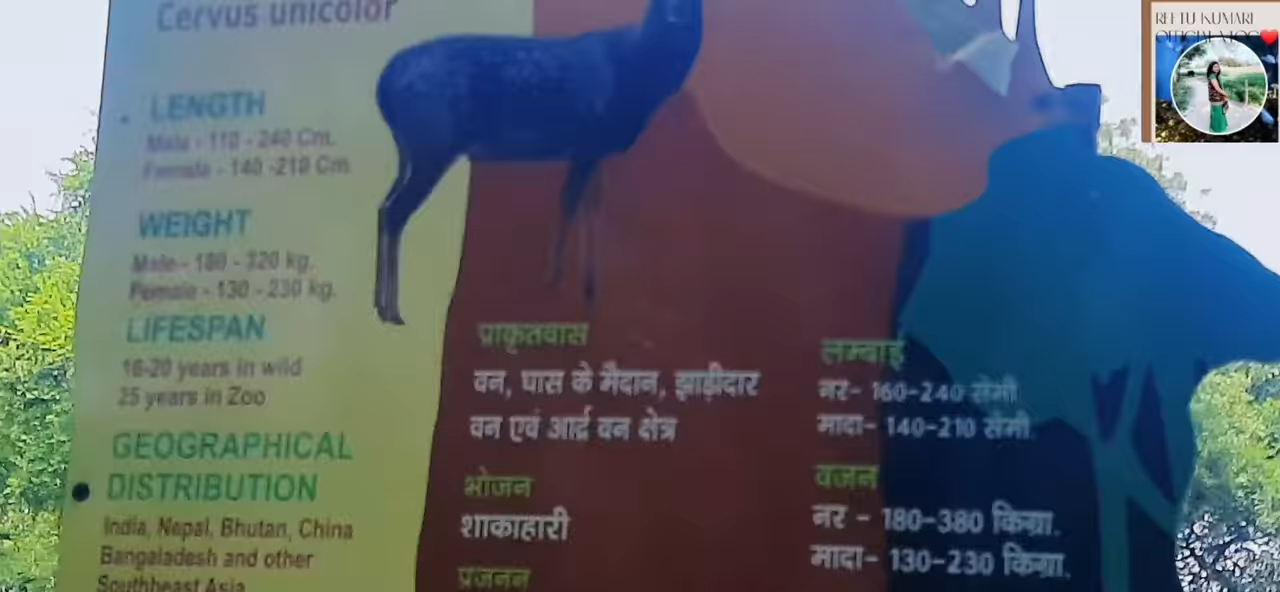 Cervus unicolor
LENGTH
Male - 110 - 240 Cm.
Female - 140 -210 Cm.
WEIGHT
Male - 180 - 320 kg.
Female - 130 - 230 kg.
LIFESPAN
16-20 years in wild
25 years in Zoo
GEOGRAPHICAL
DISTRIBUTION
India, Nepal, Bhutan, China
Bangaladesh and other
Southheast Asia
प्राकृतवास
वन, घास के मैदान, झाड़ीदार
वन एवं आर्द्र वन क्षेत्र
भोजन
शाकाहारी
प्रजनन
लम्बाई
नर- 160-240 सेमी
मादा- 140-210 सेमी.
वजन
नर - 180-380 किग्रा.
मादा- 130-230 किग्रा.
REETU KUMARI
OFFICIAL VLOG